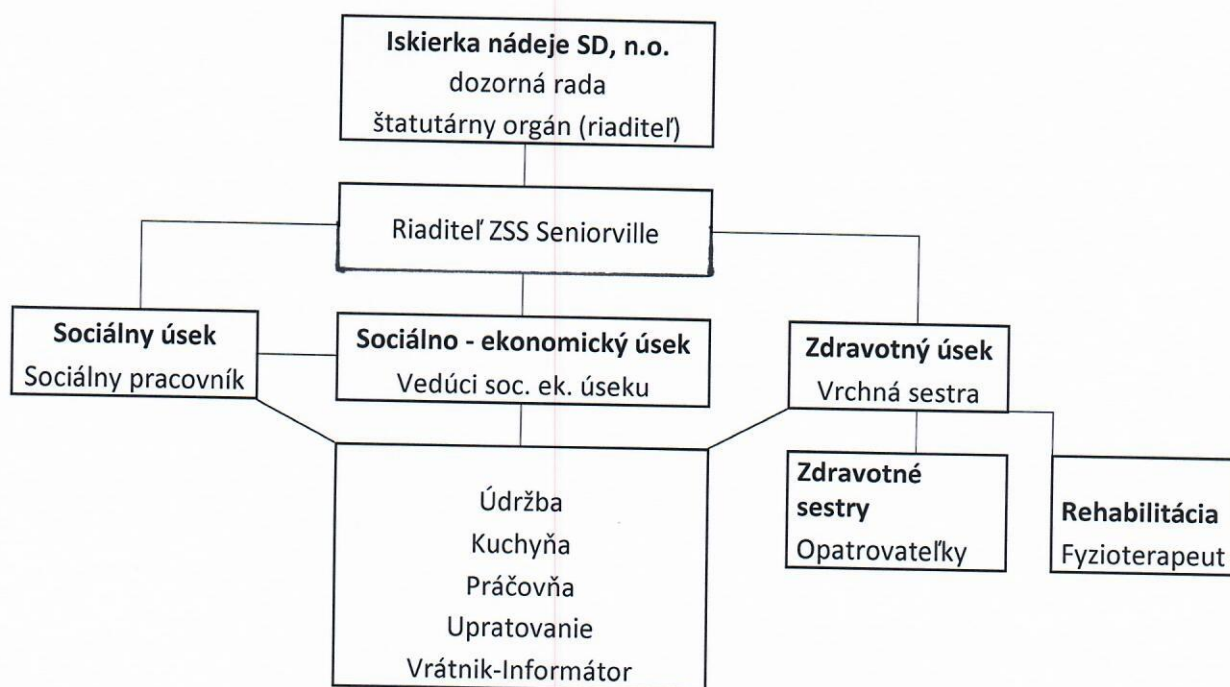 Iskierka nádeje SD, n.o.
dozorná rada
štatutárny orgán (riaditeľ)
Riaditeľ ZSS Seniorville
Sociálny úsek
Sociálny pracovník
Sociálno - ekonomický úsek
Vedúci soc. ek. úseku
Zdravotný úsek
Vrchná sestra
Údržba
Kuchyňa
Práčovňa
Upratovanie
Vrátnik-Informátor
Zdravotné
sestry
Opatrovateľky
Rehabilitácia
Fyzioterapeut